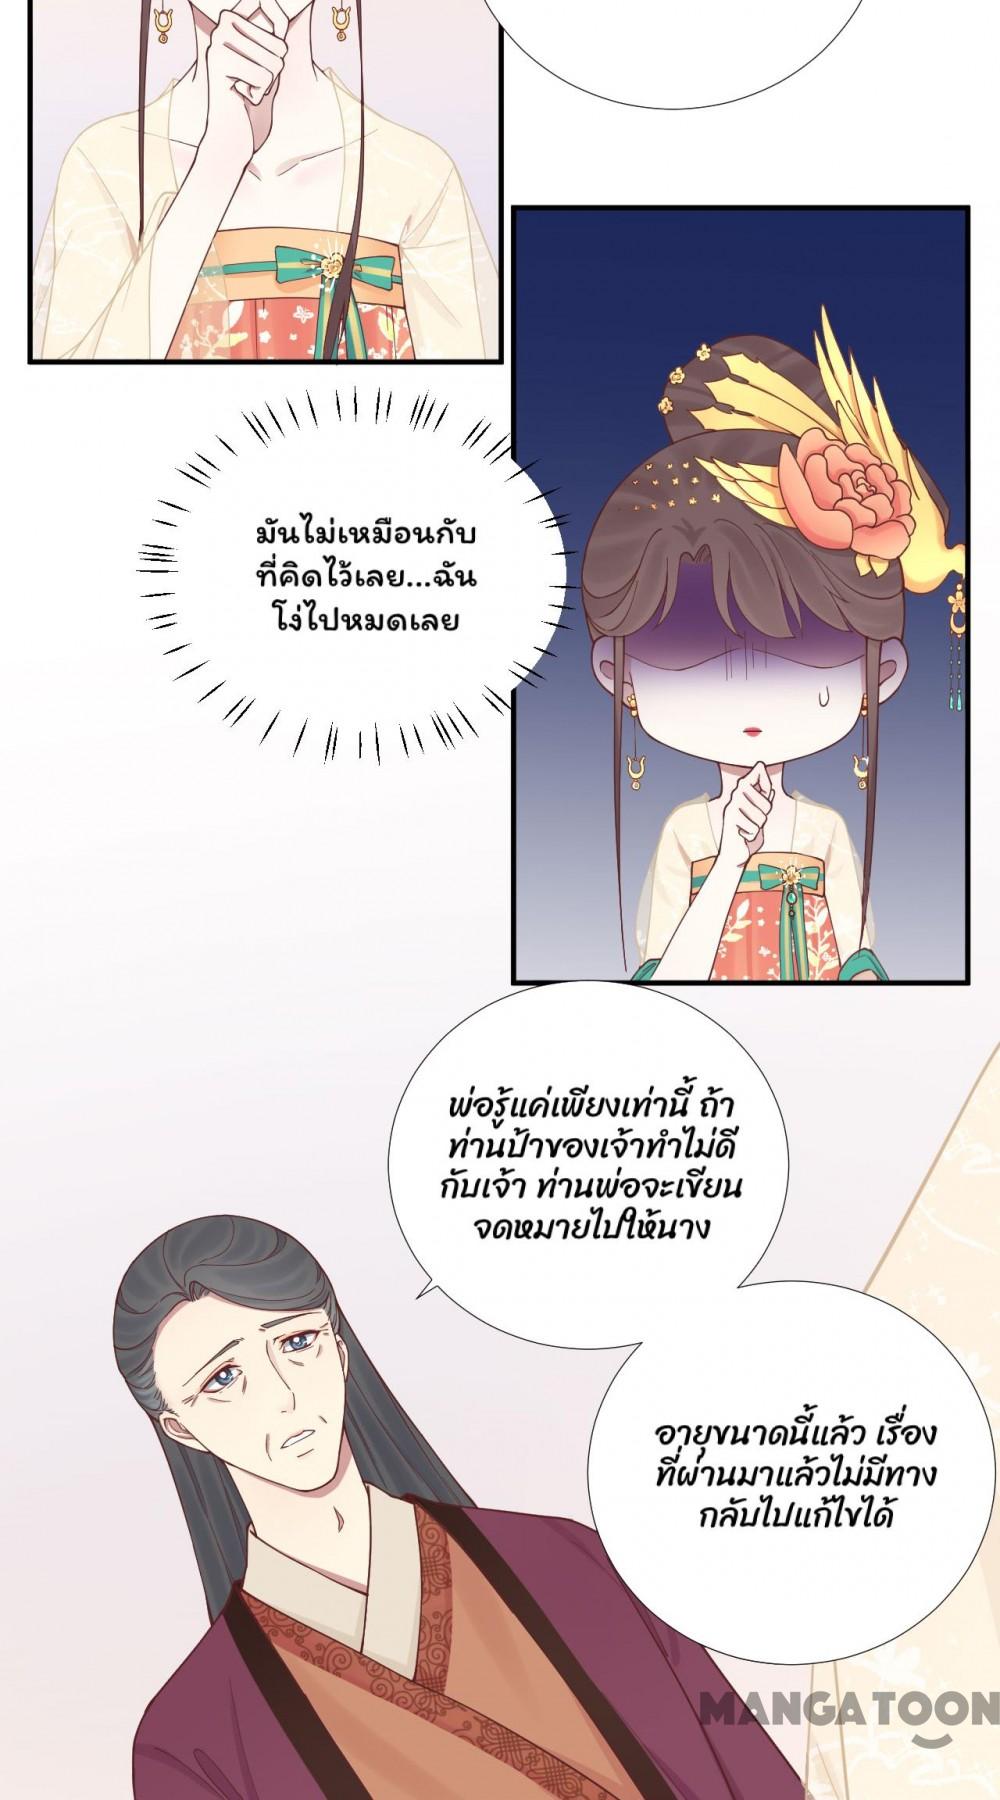 มันไม่เหมือนกับ
ที่คิดไว้เลย...ฉัน
โง่ไปหมดเลย
พ่อรู้แค่เพียงเท่านี้ ถ้า
ท่านป้าของเจ้าทำไม่ดี
กับเจ้า ท่านพ่อจะเขียน
จดหมายไปให้นาง
อายุขนาดนี้แล้ว เรื่อง
ที่ผ่านมาแล้วไม่มีทาง
กลับไปแก้ไขได้
MANGATOON